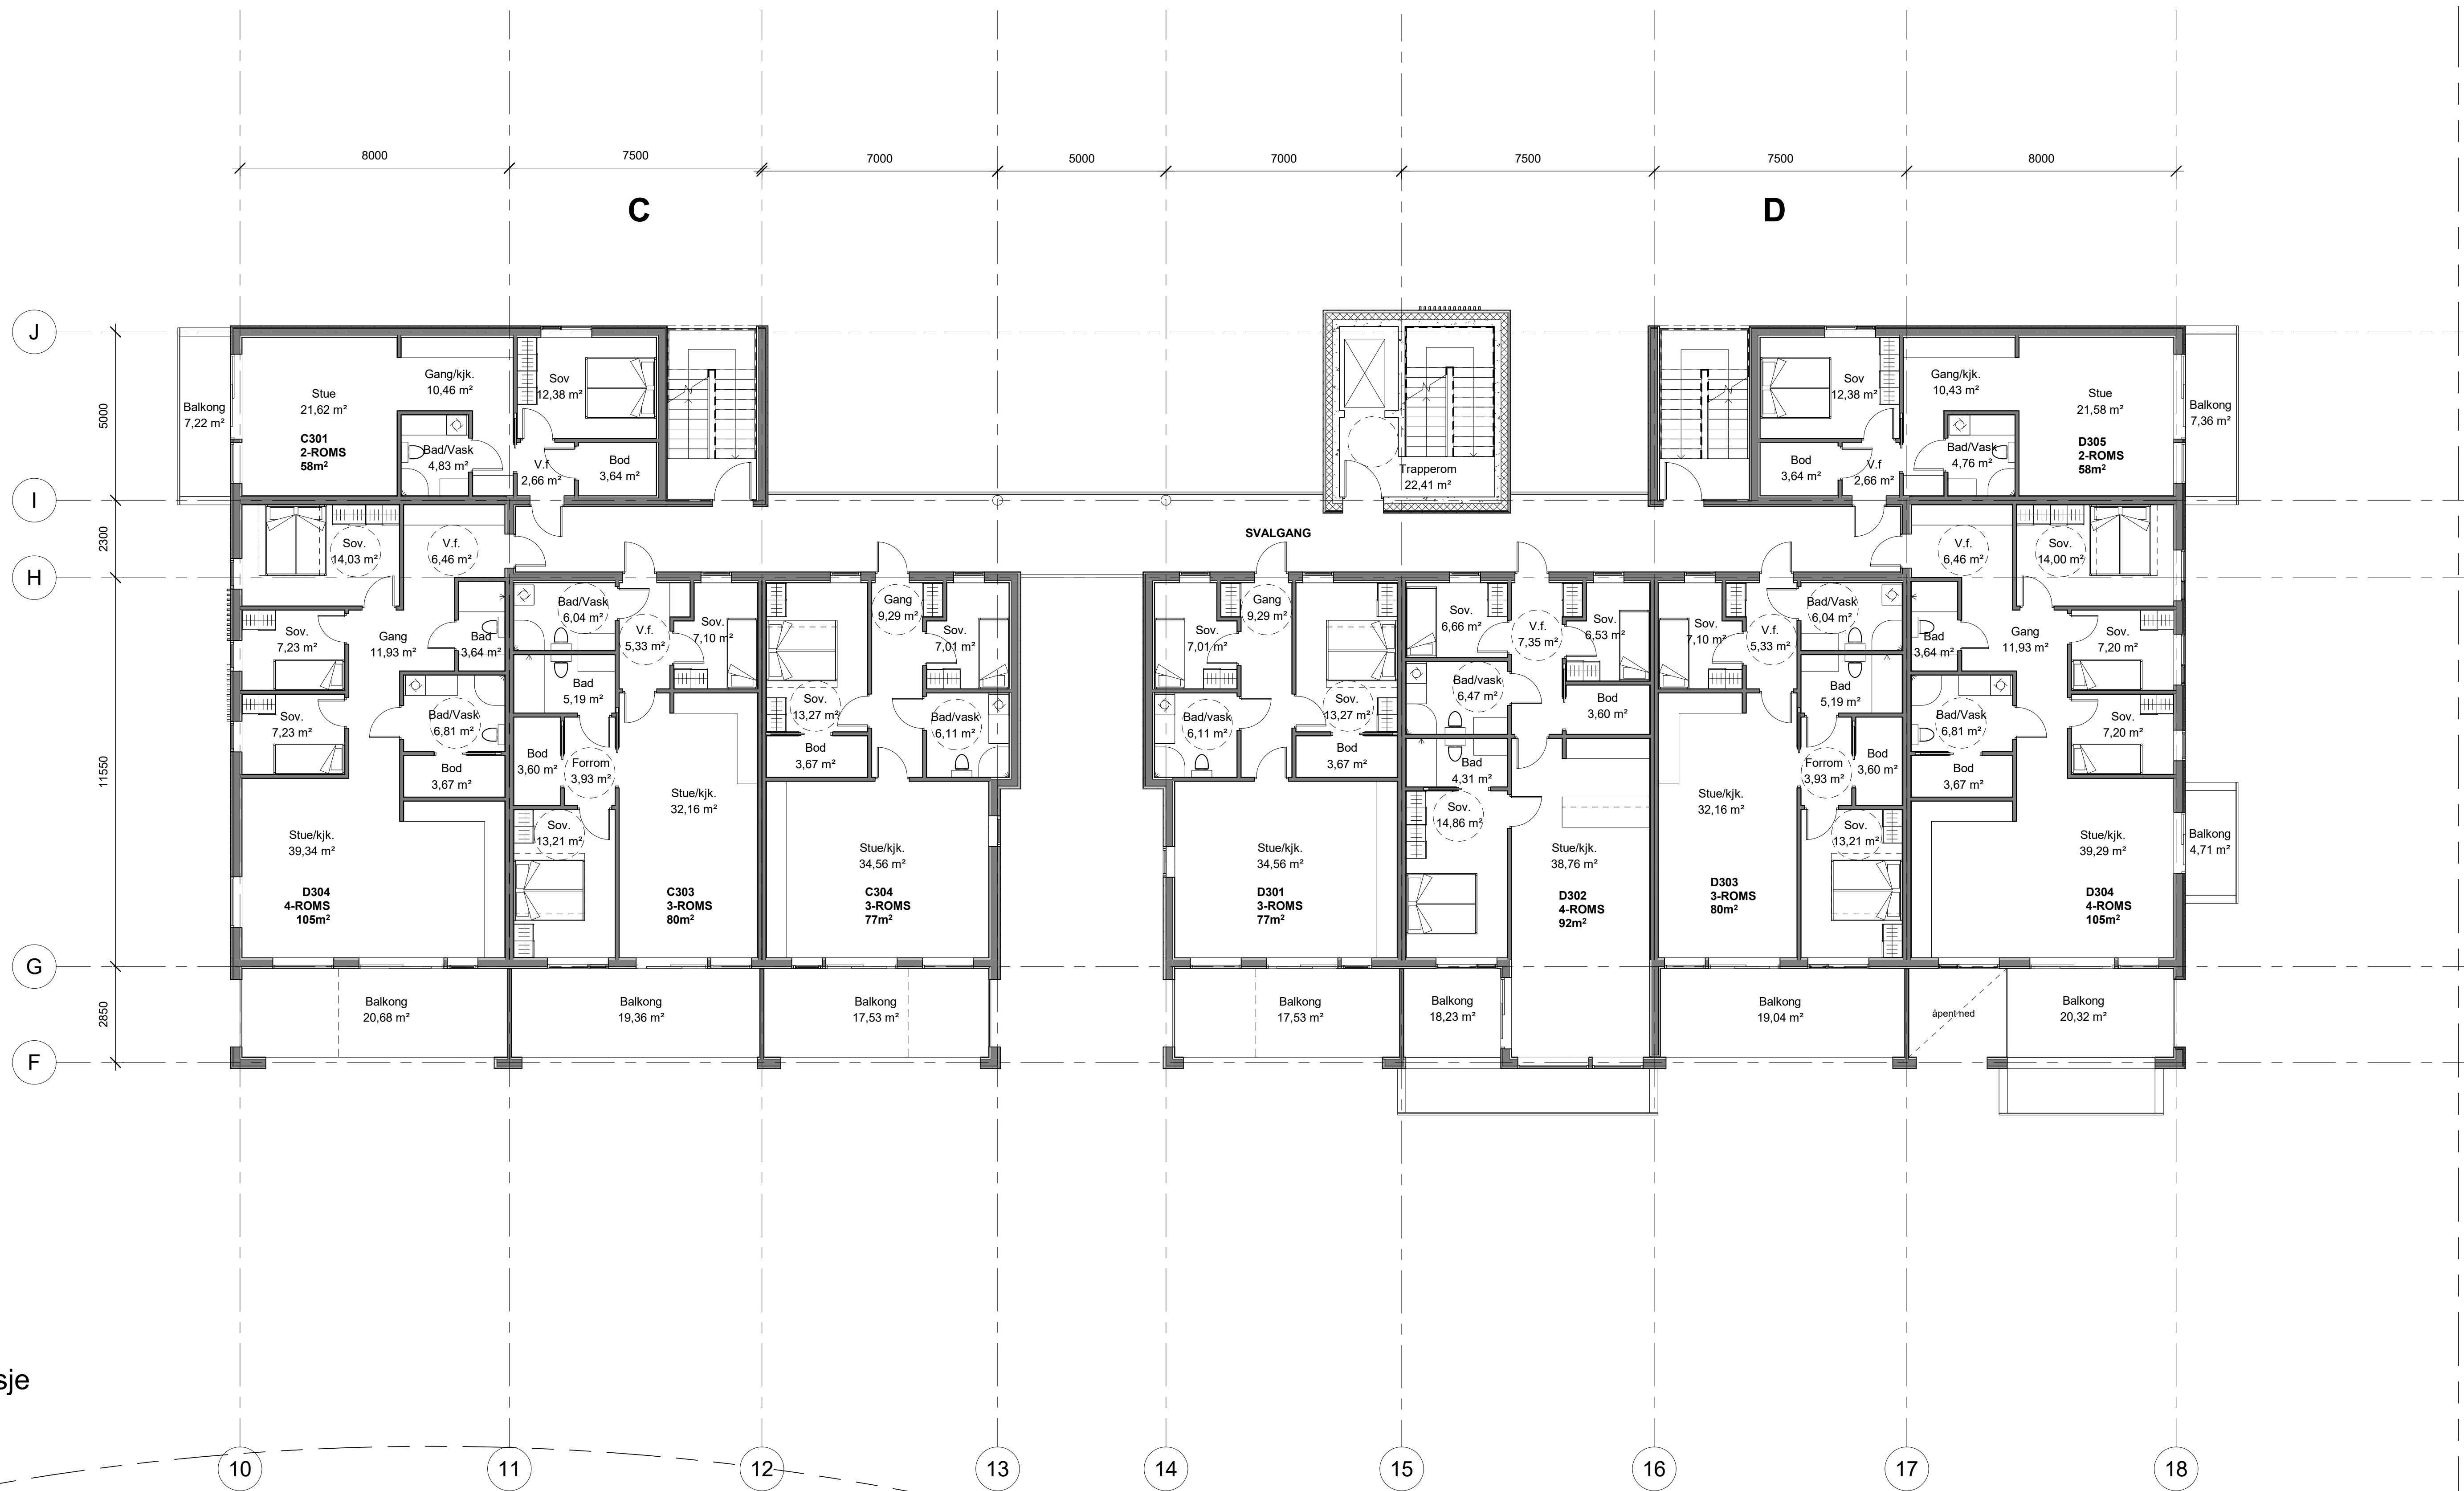 8000
7500
7000
5000
7000
7500
7500
8000
C
D
J
I
H
G
F
5000
2300
11550
2850
Balkong
7,22 m²
Stue
21,62 m²
C301
2-ROMS
58m²
Gang/kjk.
10,46 m²
Bad/Vask
4,83 m²
Sov
12,38 m²
V.f
2,66 m²
Bod
3,64 m²
Trapperom
22,41 m²
SVALGANG
Sov
12,38 m²
Bod
3,64 m²
V.f
2,66 m²
Gang/kjk.
10,43 m²
Bad/Vask
4,76 m²
Stue
21,58 m²
D305
2-ROMS
58m²
Balkong
7,36 m²
Sov.
14,03 m²
V.f.
6,46 m²
Sov.
7,23 m²
Gang
11,93 m²
Bad
3,64 m²
Sov.
7,23 m²
Bad/Vask
6,81 m²
Bod
3,67 m²
Stue/kjk.
39,34 m²
D304
4-ROMS
105m²
Balkong
20,68 m²
Bad/Vask
6,04 m²
V.f.
5,33 m²
Sov.
7,10 m²
Bad
5,19 m²
Bod
3,60 m²
Forrom
3,93 m²
Sov.
13,21 m²
Stue/kjk.
32,16 m²
C303
3-ROMS
80m²
Balkong
19,36 m²
Gang
9,29 m²
Sov.
7,01 m²
Sov.
13,27 m²
Bad/vask
6,11 m²
Bod
3,67 m²
Stue/kjk.
34,56 m²
C304
3-ROMS
77m²
Balkong
17,53 m²
Gang
9,29 m²
Sov.
7,01 m²
Sov.
13,27 m²
Bad/vask
6,11 m²
Bod
3,67 m²
Stue/kjk.
34,56 m²
D301
3-ROMS
77m²
Balkong
17,53 m²
Sov.
6,66 m²
V.f.
7,35 m²
Sov.
6,53 m²
Bad/vask
6,47 m²
Bod
3,60 m²
Bad
4,31 m²
Sov.
14,86 m²
Stue/kjk.
38,76 m²
D302
4-ROMS
92m²
Balkong
18,23 m²
Sov.
7,10 m²
V.f.
5,33 m²
Bad/Vask
6,04 m²
Bad
5,19 m²
Forrom
3,93 m²
Bod
3,60 m²
Stue/kjk.
32,16 m²
Sov.
13,21 m²
D303
3-ROMS
80m²
Balkong
19,04 m²
V.f.
6,46 m²
Sov.
14,00 m²
Bad
3,64 m²
Gang
11,93 m²
Sov.
7,20 m²
Bad/Vask
6,81 m²
Sov.
7,20 m²
Bod
3,67 m²
Stue/kjk.
39,29 m²
D304
4-ROMS
105m²
Balkong
4,71 m²
åpent ned
Balkong
20,32 m²
sje
10
11
12
13
14
15
16
17
18